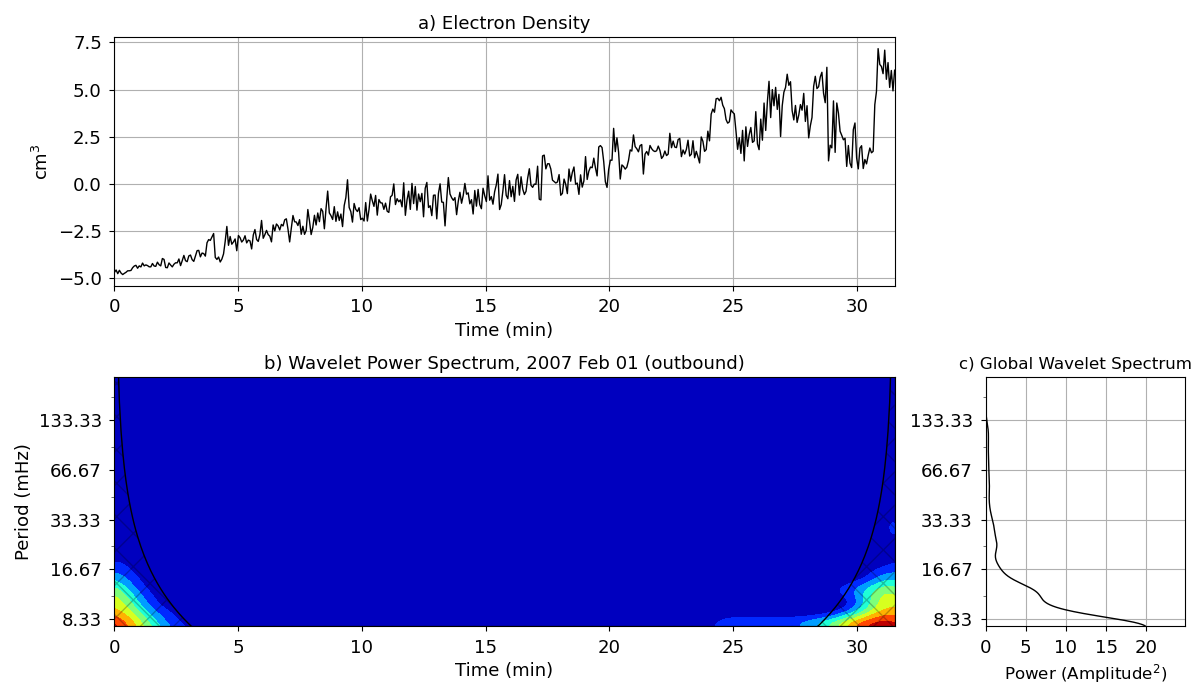 a) Electron Density
7.5
5.0
2.5
0.0
−2.5
−5.0
cm³
0 5 10 15 20 25 30
Time (min)
b) Wavelet Power Spectrum, 2007 Feb 01 (outbound)
133.33
66.67
33.33
16.67
8.33
Period (mHz)
0 5 10 15 20 25 30
Time (min)
c) Global Wavelet Spectrum
133.33
66.67
33.33
16.67
8.33
0 5 10 15 20
Power (Amplitude²)